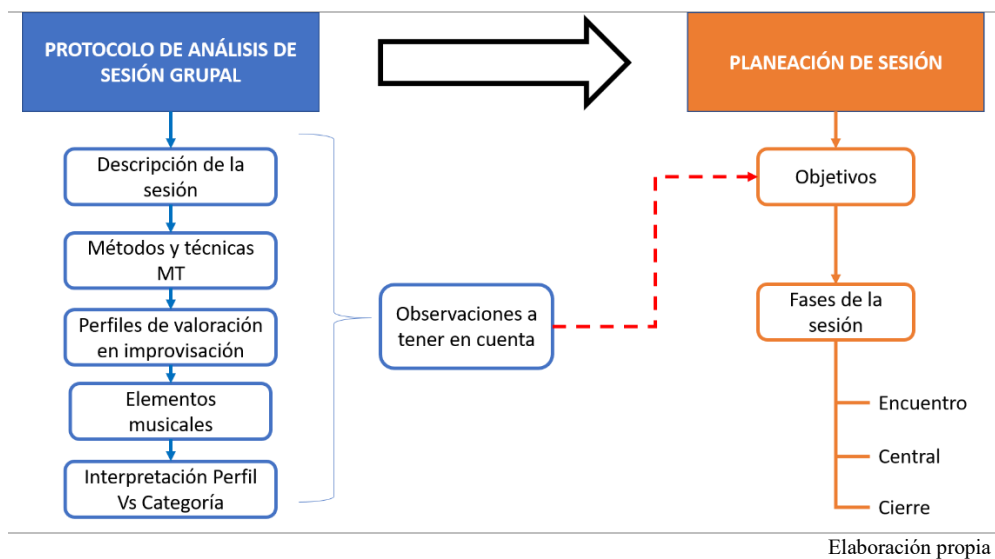 PROTOCOLO DE ANÁLISIS DE
SESIÓN GRUPAL
Descripción de la
sesión
Métodos y técnicas
MT
Perfiles de valoración
en improvisación
Elementos
musicales
Interpretación Perfil
Vs Categoría
Observaciones a
tener en cuenta
PLANEACIÓN DE SESIÓN
Objetivos
Fases de la
sesión
Encuentro
Central
Cierre
Elaboración propia